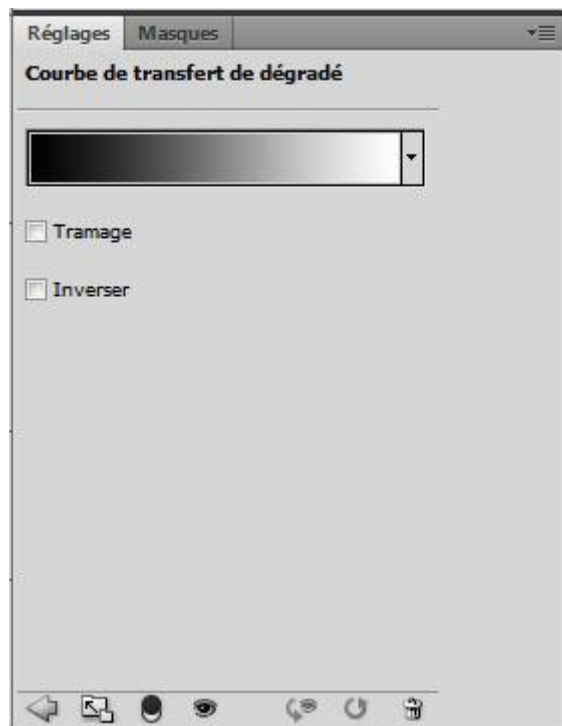 Réglages Masques
Courbe de transfert de dégradé
Tramage
Inverser